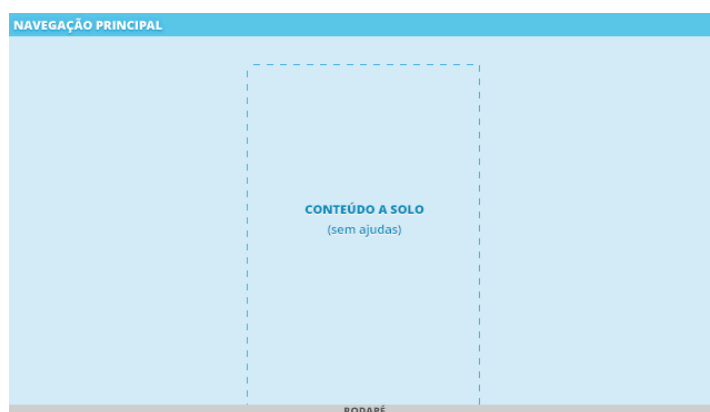 NAVEGAÇÃO PRINCIPAL
CONTEÚDO A SOLO
(sem ajudas)
RODAPÉ